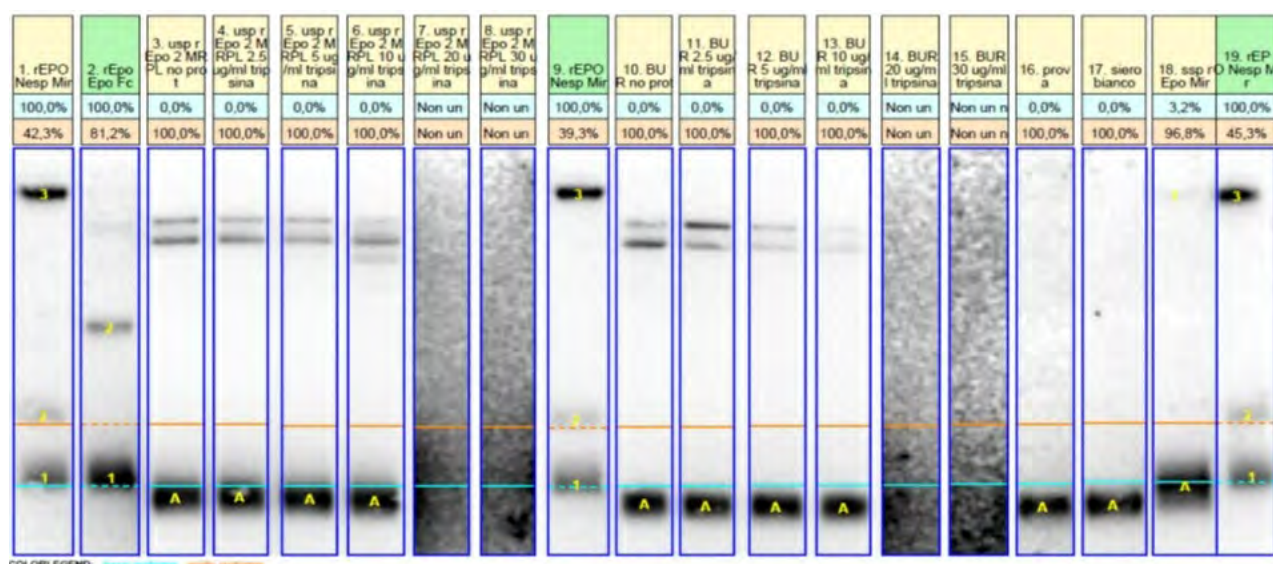 1. rEPO
Nesp Mir
2. rEpo
Epo Fc
3. usp r
Epo 2 MR
PL no pro
t
4. usp r
Epo 2 M
RPL 2.5
ug/ml trip
sina
5. usp r
Epo 2 M
RPL 5 ug
/ml tripsi
na
6. usp r
Epo 2 M
RPL 10 u
g/ml trips
ina
7. usp r
Epo 2 M
RPL 20 u
g/ml trips
ina
8. usp r
Epo 2 M
RPL 30 u
g/ml trips
ina
9. rEPO
Nesp Mir
10. BU
R no prot
11. BU
R 2.5 ug/
ml tripsin
a
12. BU
R 5 ug/ml
tripsina
13. BU
R 10 ug/
ml tripsin
a
14. BUR
20 ug/m
l tripsina
15. BUR
30 ug/ml
tripsina
16. prov
a
17. siero
bianco
18. ssp r
Epo Mir
19. rEP
O Nesp Mi
r
100,0% 100,0% 0,0% 0,0% 0,0% 0,0% Non un Non un 100,0% 0,0% 0,0% 0,0% 0,0% Non un Non un n 0,0% 0,0% 3,2% 100,0%
42,3% 81,2% 100,0% 100,0% 100,0% 100,0% Non un Non un 39,3% 100,0% 100,0% 100,0% 100,0% Non un Non un n 100,0% 100,0% 96,8% 45,3%
3 3 3
2
2 2 2
1 1 1 1
A A A A A A A A A A A